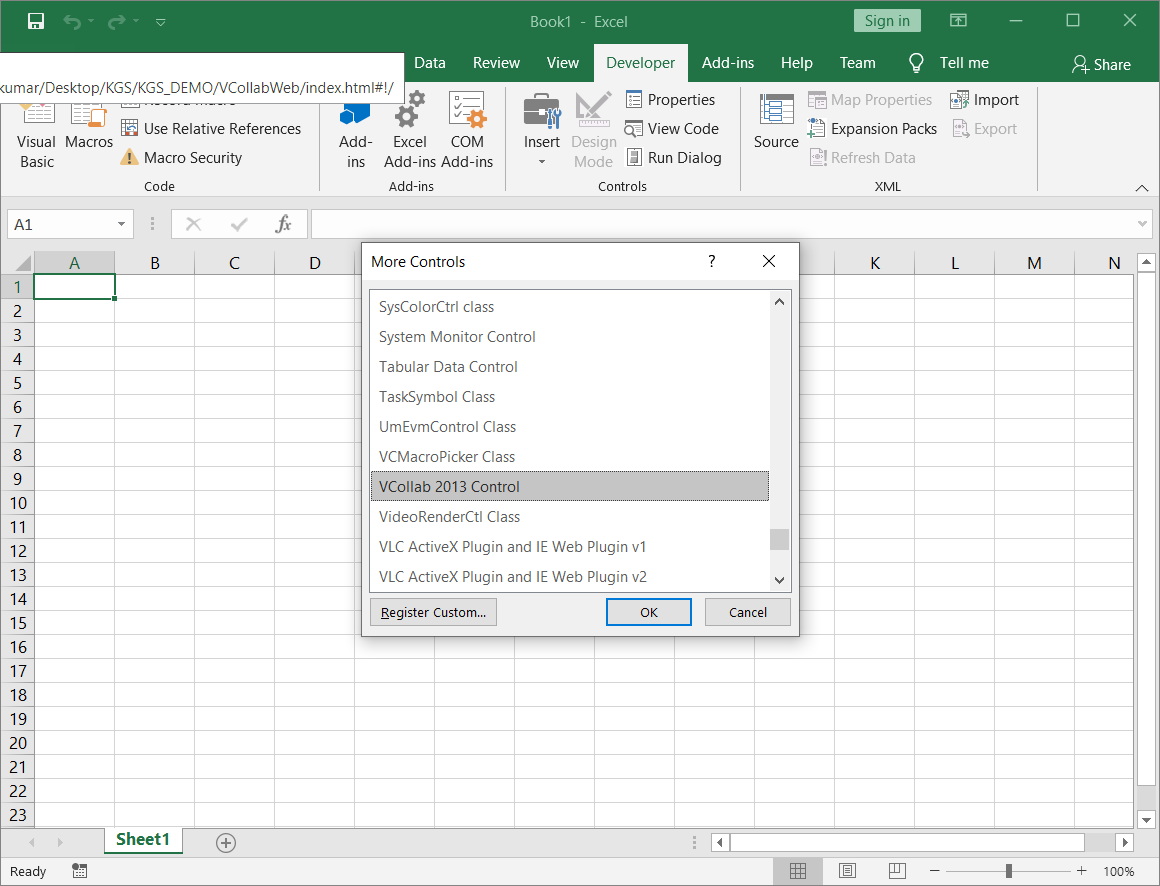 Book1 - Excel
Sign in
Data Review View Developer Add-ins Help Team Tell me Share
kumar/Desktop/KGS/KGS_DEMO/VCollabWeb/index.html#!/
Visual Basic
Macros
Use Relative References
Macro Security
Code
Add-ins
Excel Add-ins
COM Add-ins
Add-ins
Insert
Design Mode
Properties
View Code
Run Dialog
Controls
Source
Map Properties
Expansion Packs
Refresh Data
Import
Export
XML
A1
fx
A B C D K L M N
1
2
3
4
5
6
7
8
9
10
11
12
13
14
15
16
17
18
19
20
21
22
23
More Controls ?
SysColorCtrl class
System Monitor Control
Tabular Data Control
TaskSymbol Class
UmEvmControl Class
VCMacroPicker Class
VCollab 2013 Control
VideoRenderCtl Class
VLC ActiveX Plugin and IE Web Plugin v1
VLC ActiveX Plugin and IE Web Plugin v2
Register Custom... OK Cancel
Sheet1
Ready
100%